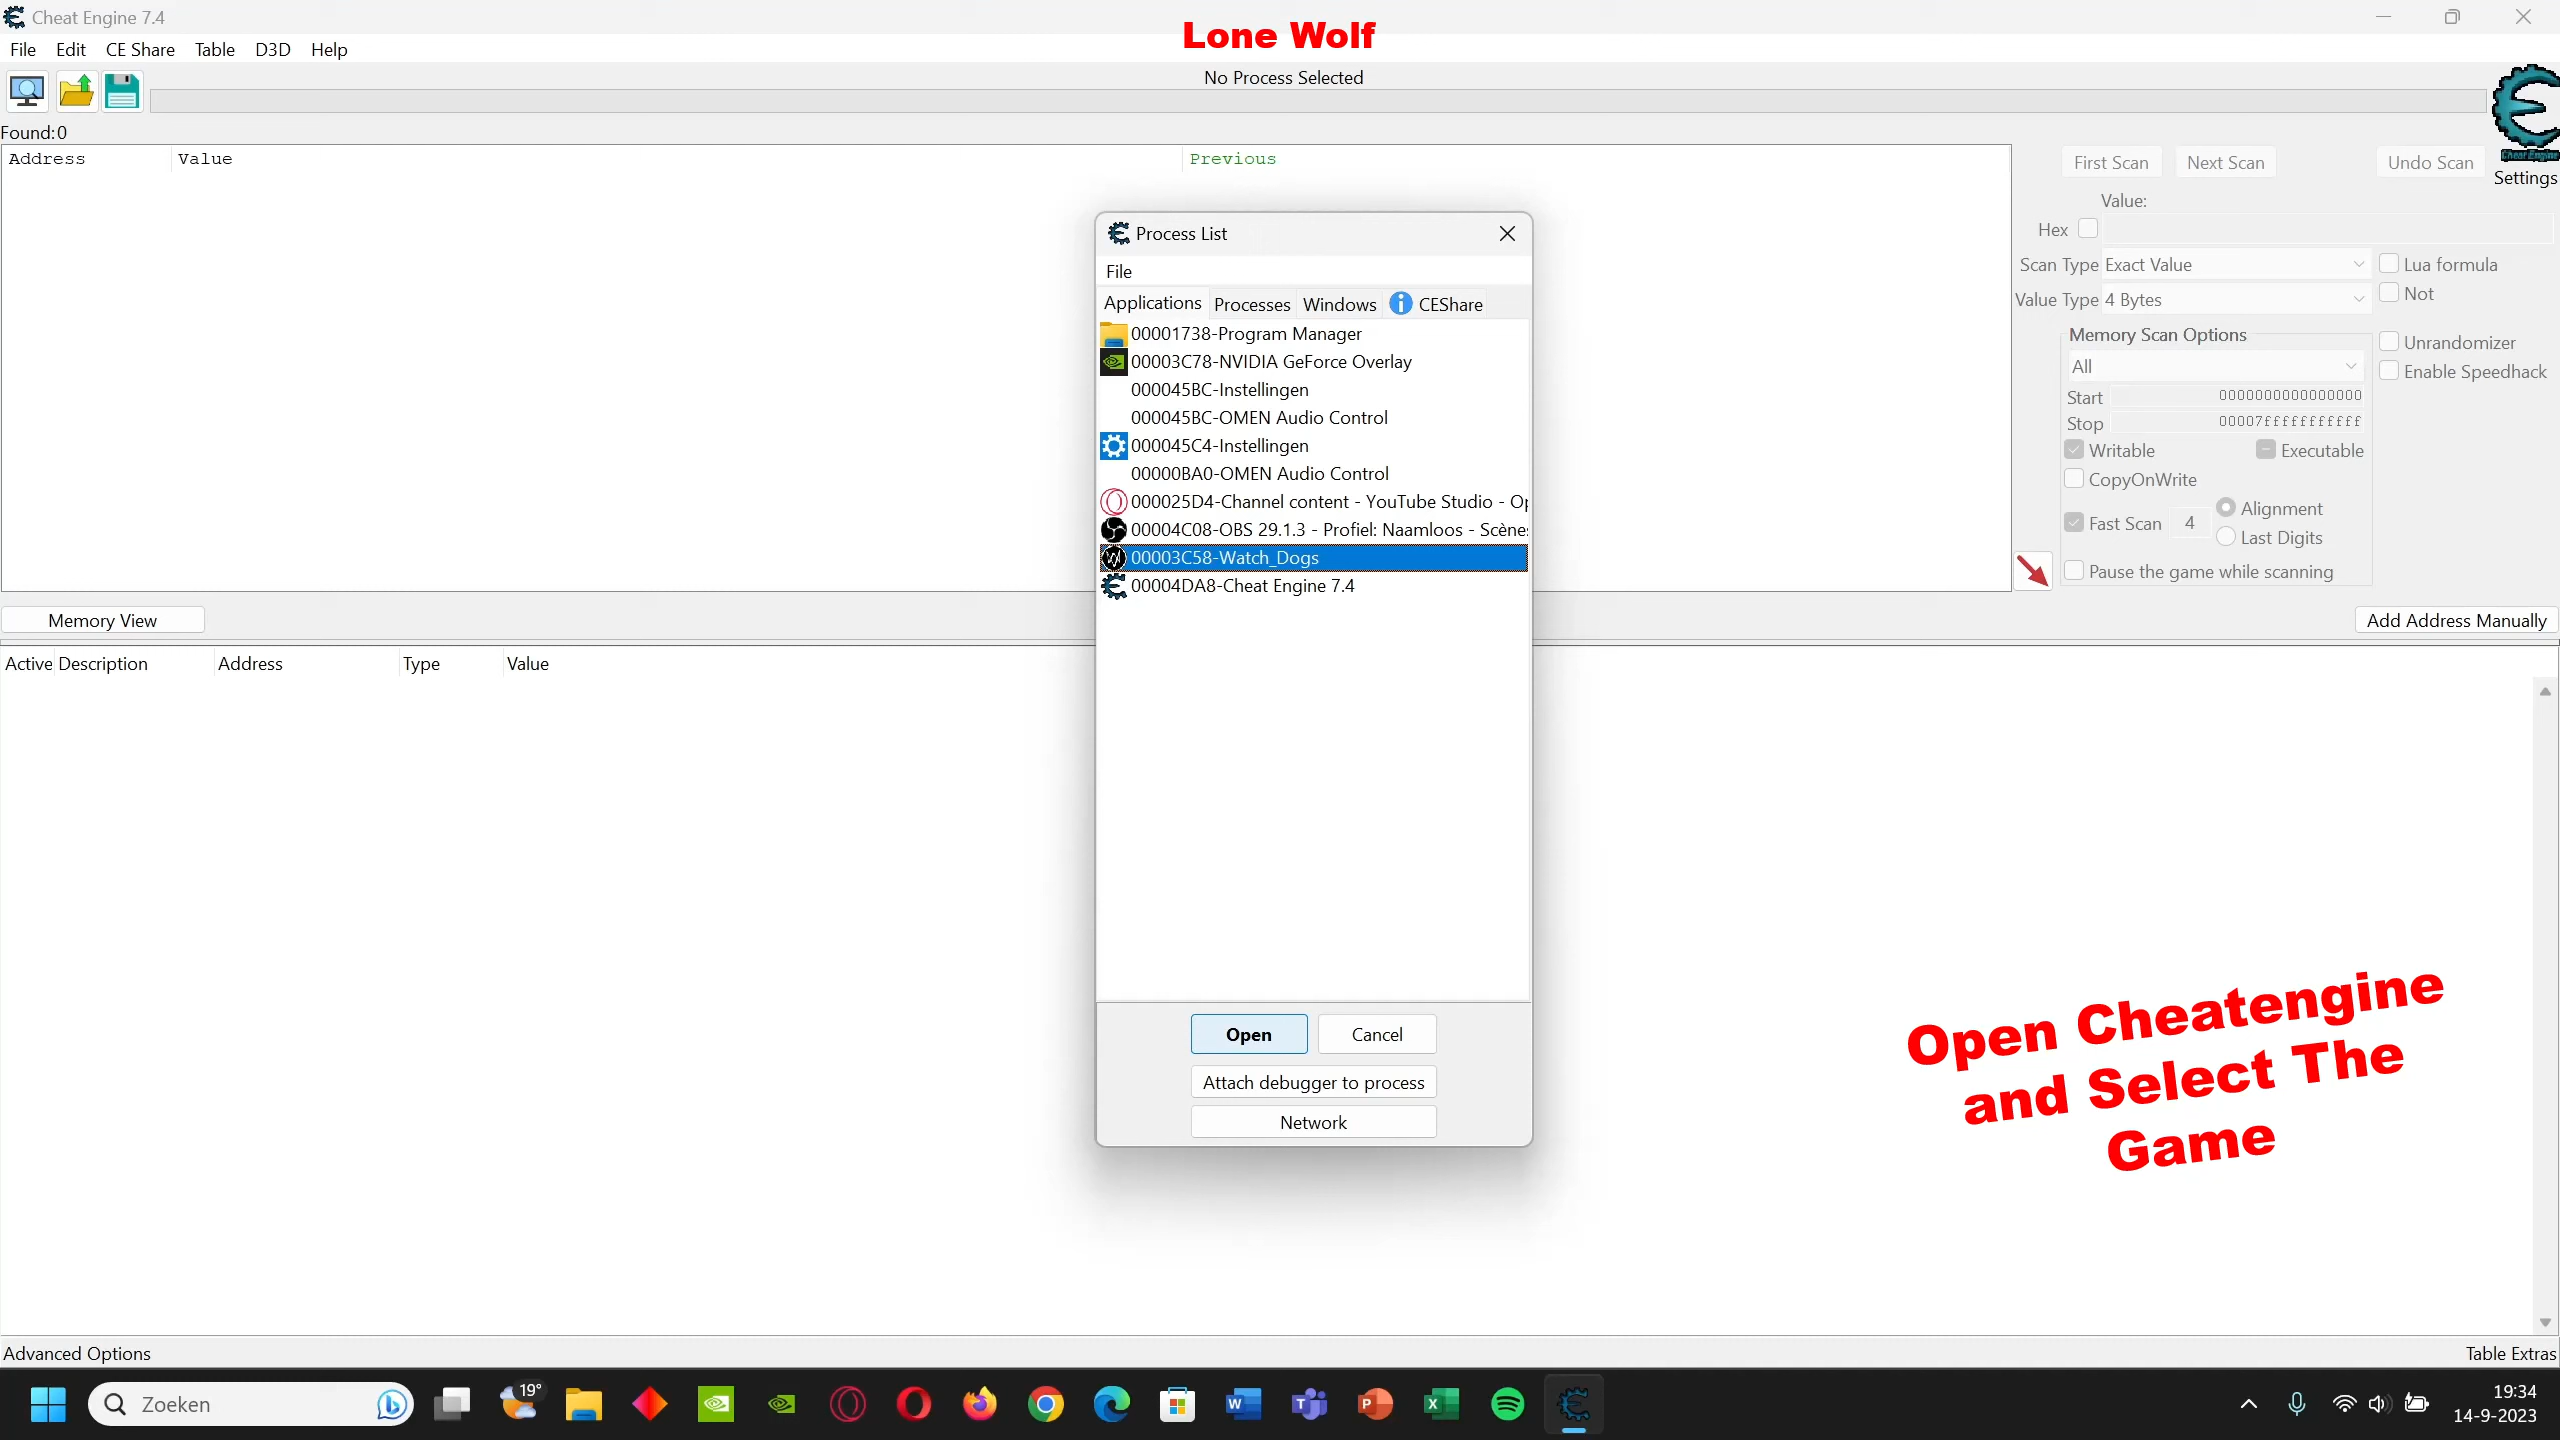 Cheat Engine 7.4
Lone Wolf
File Edit CE Share Table D3D Help
No Process Selected
Found:0
Address Value Previous
Cheat Engine
Settings
First Scan Next Scan Undo Scan
Value:
Hex
Scan Type Exact Value
Lua formula
Value Type 4 Bytes
Not
Memory Scan Options
All
Unrandomizer
Enable Speedhack
Start 0000000000000000
Stop 00007fffffffffff
Writable Executable
CopyOnWrite
Alignment
Fast Scan 4
Last Digits
Pause the game while scanning
Process List
File
Applications Processes Windows CEShare
00001738-Program Manager
00003C78-NVIDIA GeForce Overlay
000045BC-Instellingen
000045BC-OMEN Audio Control
000045C4-Instellingen
00000BA0-OMEN Audio Control
000025D4-Channel content - YouTube Studio - Op
00004C08-OBS 29.1.3 - Profiel: Naamloos - Scènes
00003C58-Watch_Dogs
00004DA8-Cheat Engine 7.4
Open Cancel
Attach debugger to process
Network
Memory View
Add Address Manually
Active Description Address Type Value
Open Cheatengine
and Select The
Game
Advanced Options
Table Extras
Zoeken
19°
19:34
14-9-2023